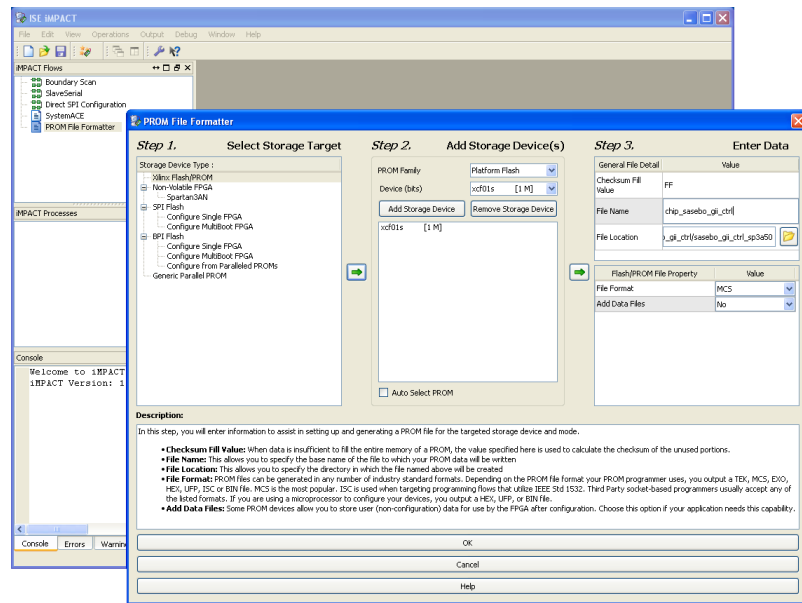 ISE iMPACT
File Edit View Operations Output Debug Window Help
iMPACT Flows
Boundary Scan
SlaveSerial
Direct SPI Configuration
SystemACE
PROM File Formatter
iMPACT Processes
Console
Welcome to iMPACT
iMPACT Version: 1
Console Errors Warnin
PROM File Formatter
Step 1. Select Storage Target
Storage Device Type :
Xilinx Flash/PROM
Non-Volatile FPGA
Spartan3AN
SPI Flash
Configure Single FPGA
Configure MultiBoot FPGA
BPI Flash
Configure Single FPGA
Configure MultiBoot FPGA
Configure from Paralleled PROMs
Generic Parallel PROM
Step 2. Add Storage Device(s)
PROM Family Platform Flash
Device (bits) xcf01s [1 M]
Add Storage Device Remove Storage Device
xcf01s [1 M]
Auto Select PROM
Step 3. Enter Data
General File Detail Value
Checksum Fill
Value FF
File Name chip_sasebo_gii_ctrl
File Location _gii_ctrl/sasebo_gii_ctrl_sp3a50
Flash/PROM File Property Value
File Format MCS
Add Data Files No
Description:
In this step, you will enter information to assist in setting up and generating a PROM file for the targeted storage device and mode.
• Checksum Fill Value: When data is insufficient to fill the entire memory of a PROM, the value specified here is used to calculate the checksum of the unused portions.
• File Name: This allows you to specify the base name of the file to which your PROM data will be written
• File Location: This allows you to specify the directory in which the file named above will be created
• File Format: PROM files can be generated in any number of industry standard formats. Depending on the PROM file format your PROM programmer uses, you output a TEK, MCS, EXO,
HEX, UFP, ISC or BIN file. MCS is the most popular. ISC is used when targeting programming flows that utilize IEEE Std 1532. Third Party socket-based programmers usually accept any of
the listed formats. If you are using a microprocessor to configure your devices, you output a HEX, UFP, or BIN file.
• Add Data Files: Some PROM devices allow you to store user (non-configuration) data for use by the FPGA after configuration. Choose this option if your application needs this capability.
OK
Cancel
Help